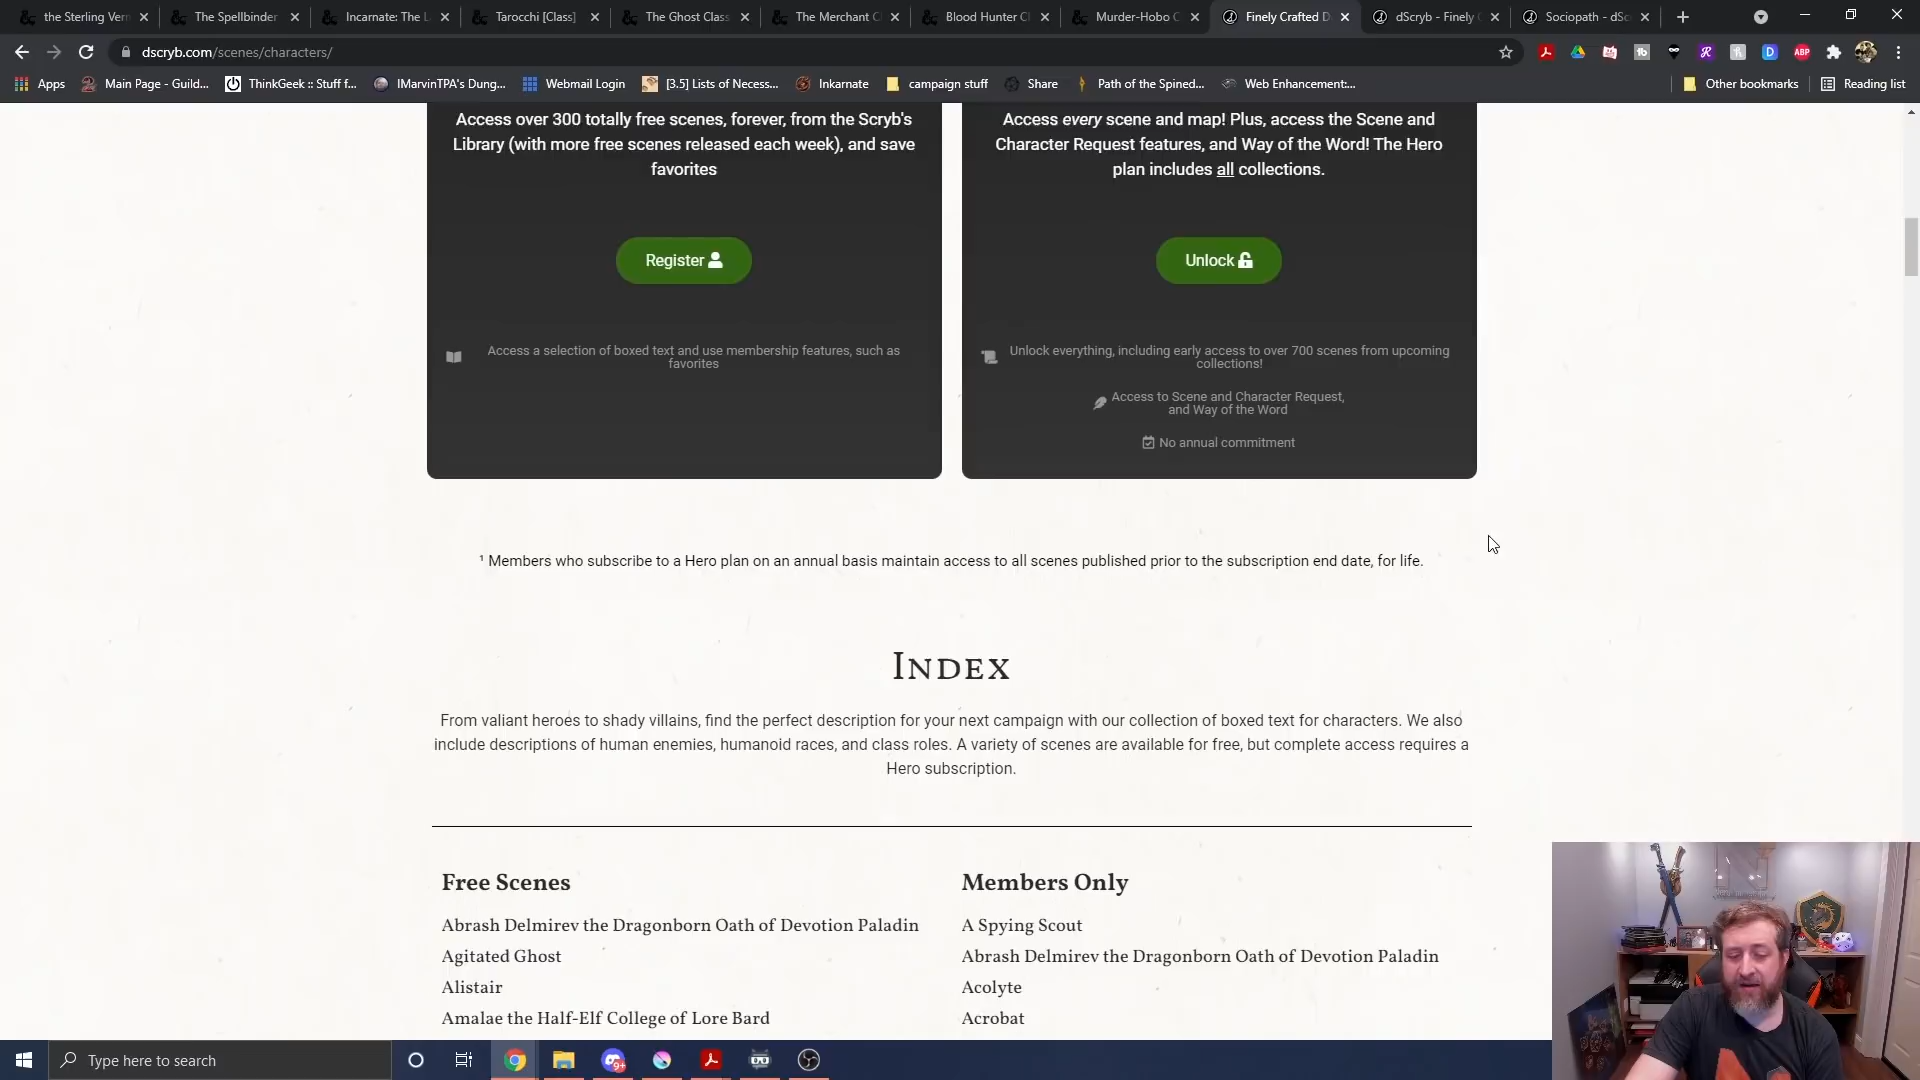 the Sterling Vern
The Spellbinder
Incarnate: The L
Tarocchi [Class]
The Ghost Class
The Merchant C
Blood Hunter Cl
Murder-Hobo C
Finely Crafted D
dScryb - Finely C
Sociopath - dSc
dscryb.com/scenes/characters/
Apps
Main Page - Guild...
ThinkGeek :: Stuff f...
IMarvinTPA's Dung...
Webmail Login
[3.5] Lists of Necess...
Inkarnate
campaign stuff
Share
Path of the Spined...
Web Enhancement:...
Other bookmarks
Reading list
Access over 300 totally free scenes, forever, from the Scryb's
Library (with more free scenes released each week), and save
favorites
Register
Access a selection of boxed text and use membership features, such as
favorites
Access every scene and map! Plus, access the Scene and
Character Request features, and Way of the Word! The Hero
plan includes all collections.
Unlock
Unlock everything, including early access to over 700 scenes from upcoming
collections!
Access to Scene and Character Request,
and Way of the Word
No annual commitment
¹ Members who subscribe to a Hero plan on an annual basis maintain access to all scenes published prior to the subscription end date, for life.
Index
From valiant heroes to shady villains, find the perfect description for your next campaign with our collection of boxed text for characters. We also
include descriptions of human enemies, humanoid races, and class roles. A variety of scenes are available for free, but complete access requires a
Hero subscription.
Free Scenes
Abrash Delmirev the Dragonborn Oath of Devotion Paladin
Agitated Ghost
Alistair
Amalae the Half-Elf College of Lore Bard
Members Only
A Spying Scout
Abrash Delmirev the Dragonborn Oath of Devotion Paladin
Acolyte
Acrobat
Type here to search
9+